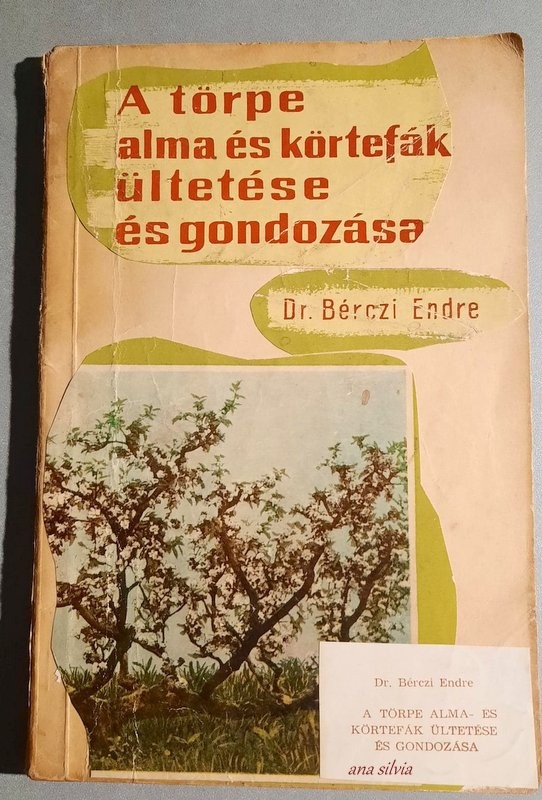 A törpe
alma és körtefák
ültetése
és gondozása
Dr. Bérczi Endre
Dr. Bérczi Endre
A TÖRPE ALMA- ES
KÖRTEFÁK ÜLTETÉSE
ÉS GONDOZÁSA
ana silvia